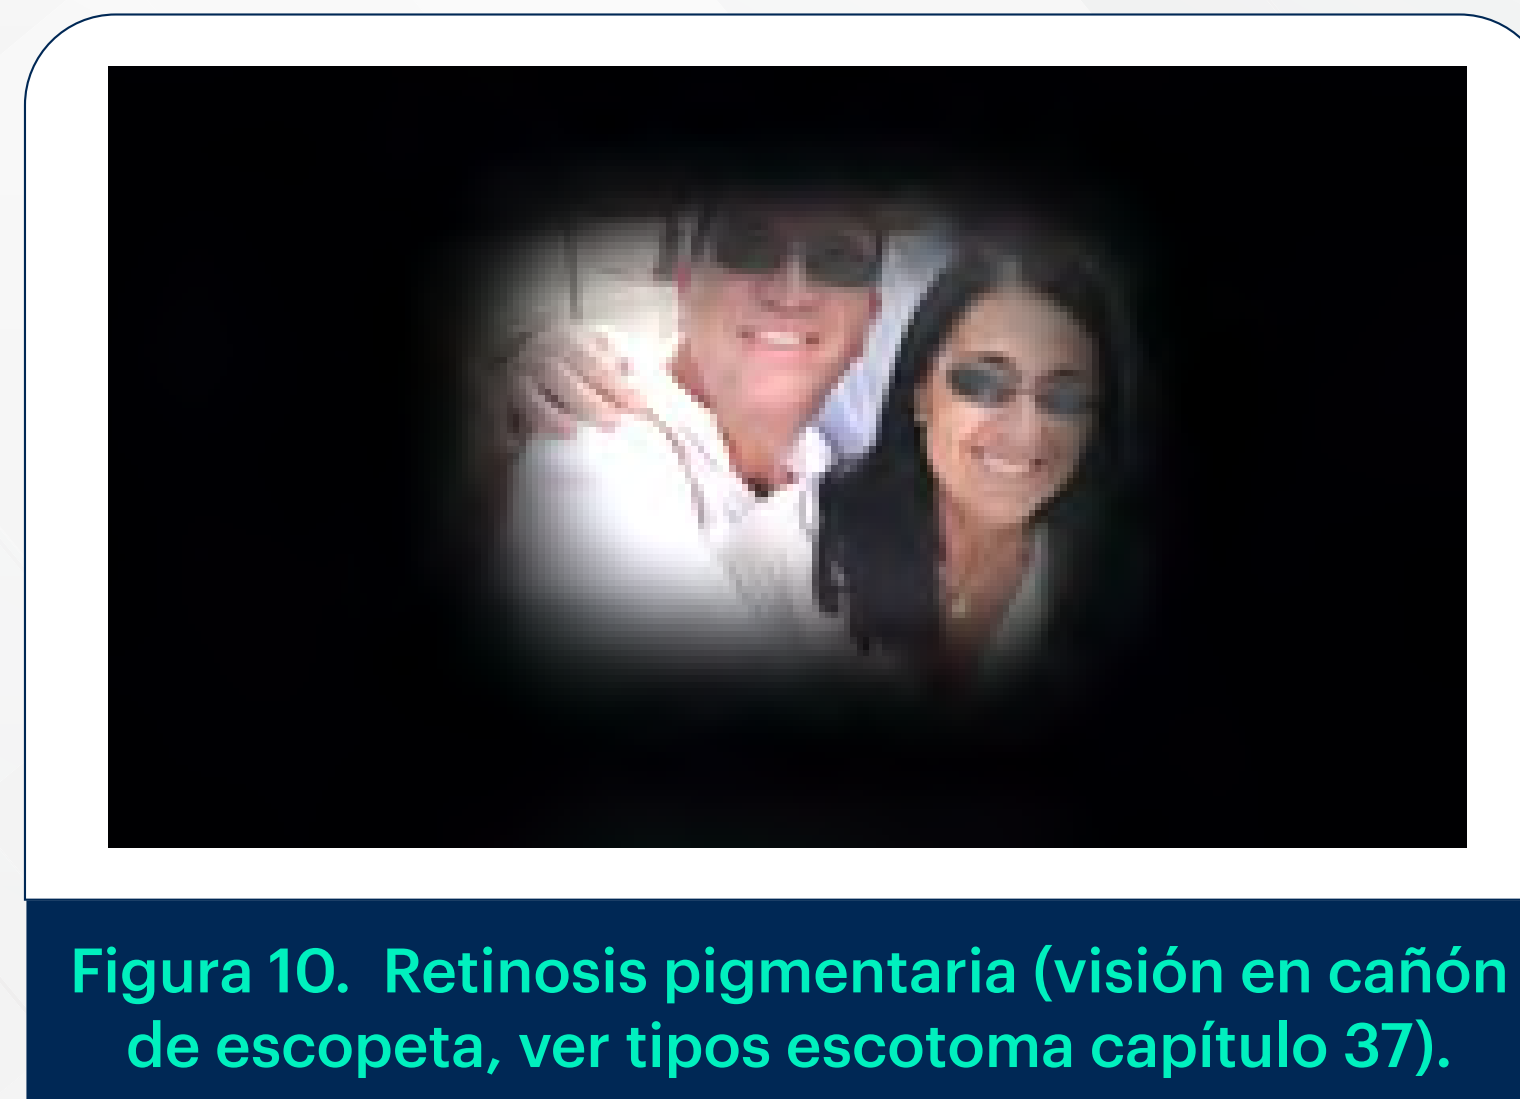 Figura 10. Retinosis pigmentaria (visión en cañón
de escopeta, ver tipos escotoma capítulo 37).